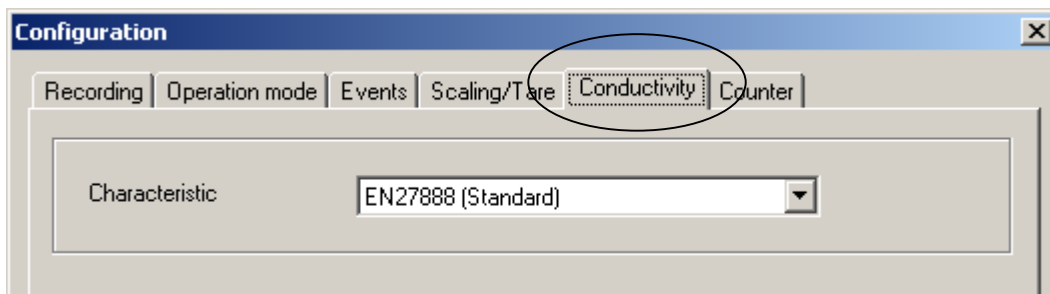 Configuration
Recording Operation mode Events Scaling/Tare Conductivity Counter
Characteristic EN27888 (Standard)